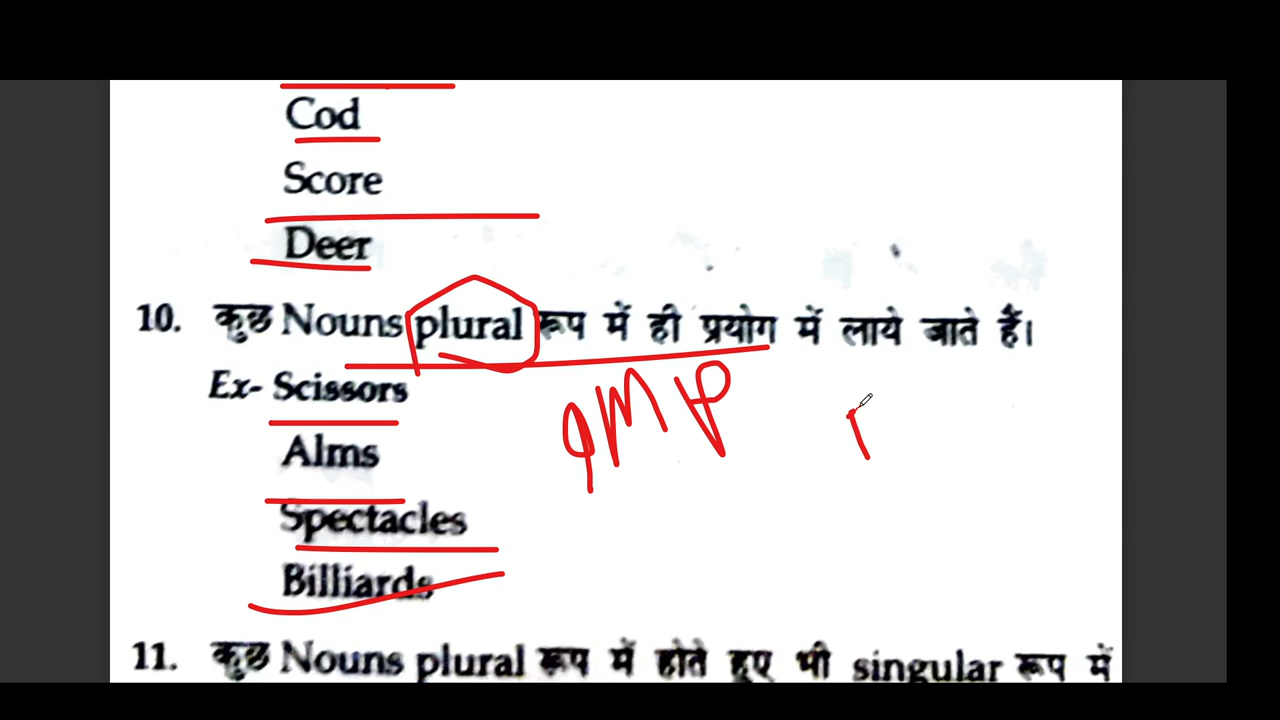 Cod
Score
Deer
10. कुछ Nouns plural रूप में ही प्रयोग में लाये जाते हैं।
Ex- Scissors
IMP
Alms
Spectacles
Billiards
11. कुछ Nouns plural रूप में होते हुए भी singular रूप में